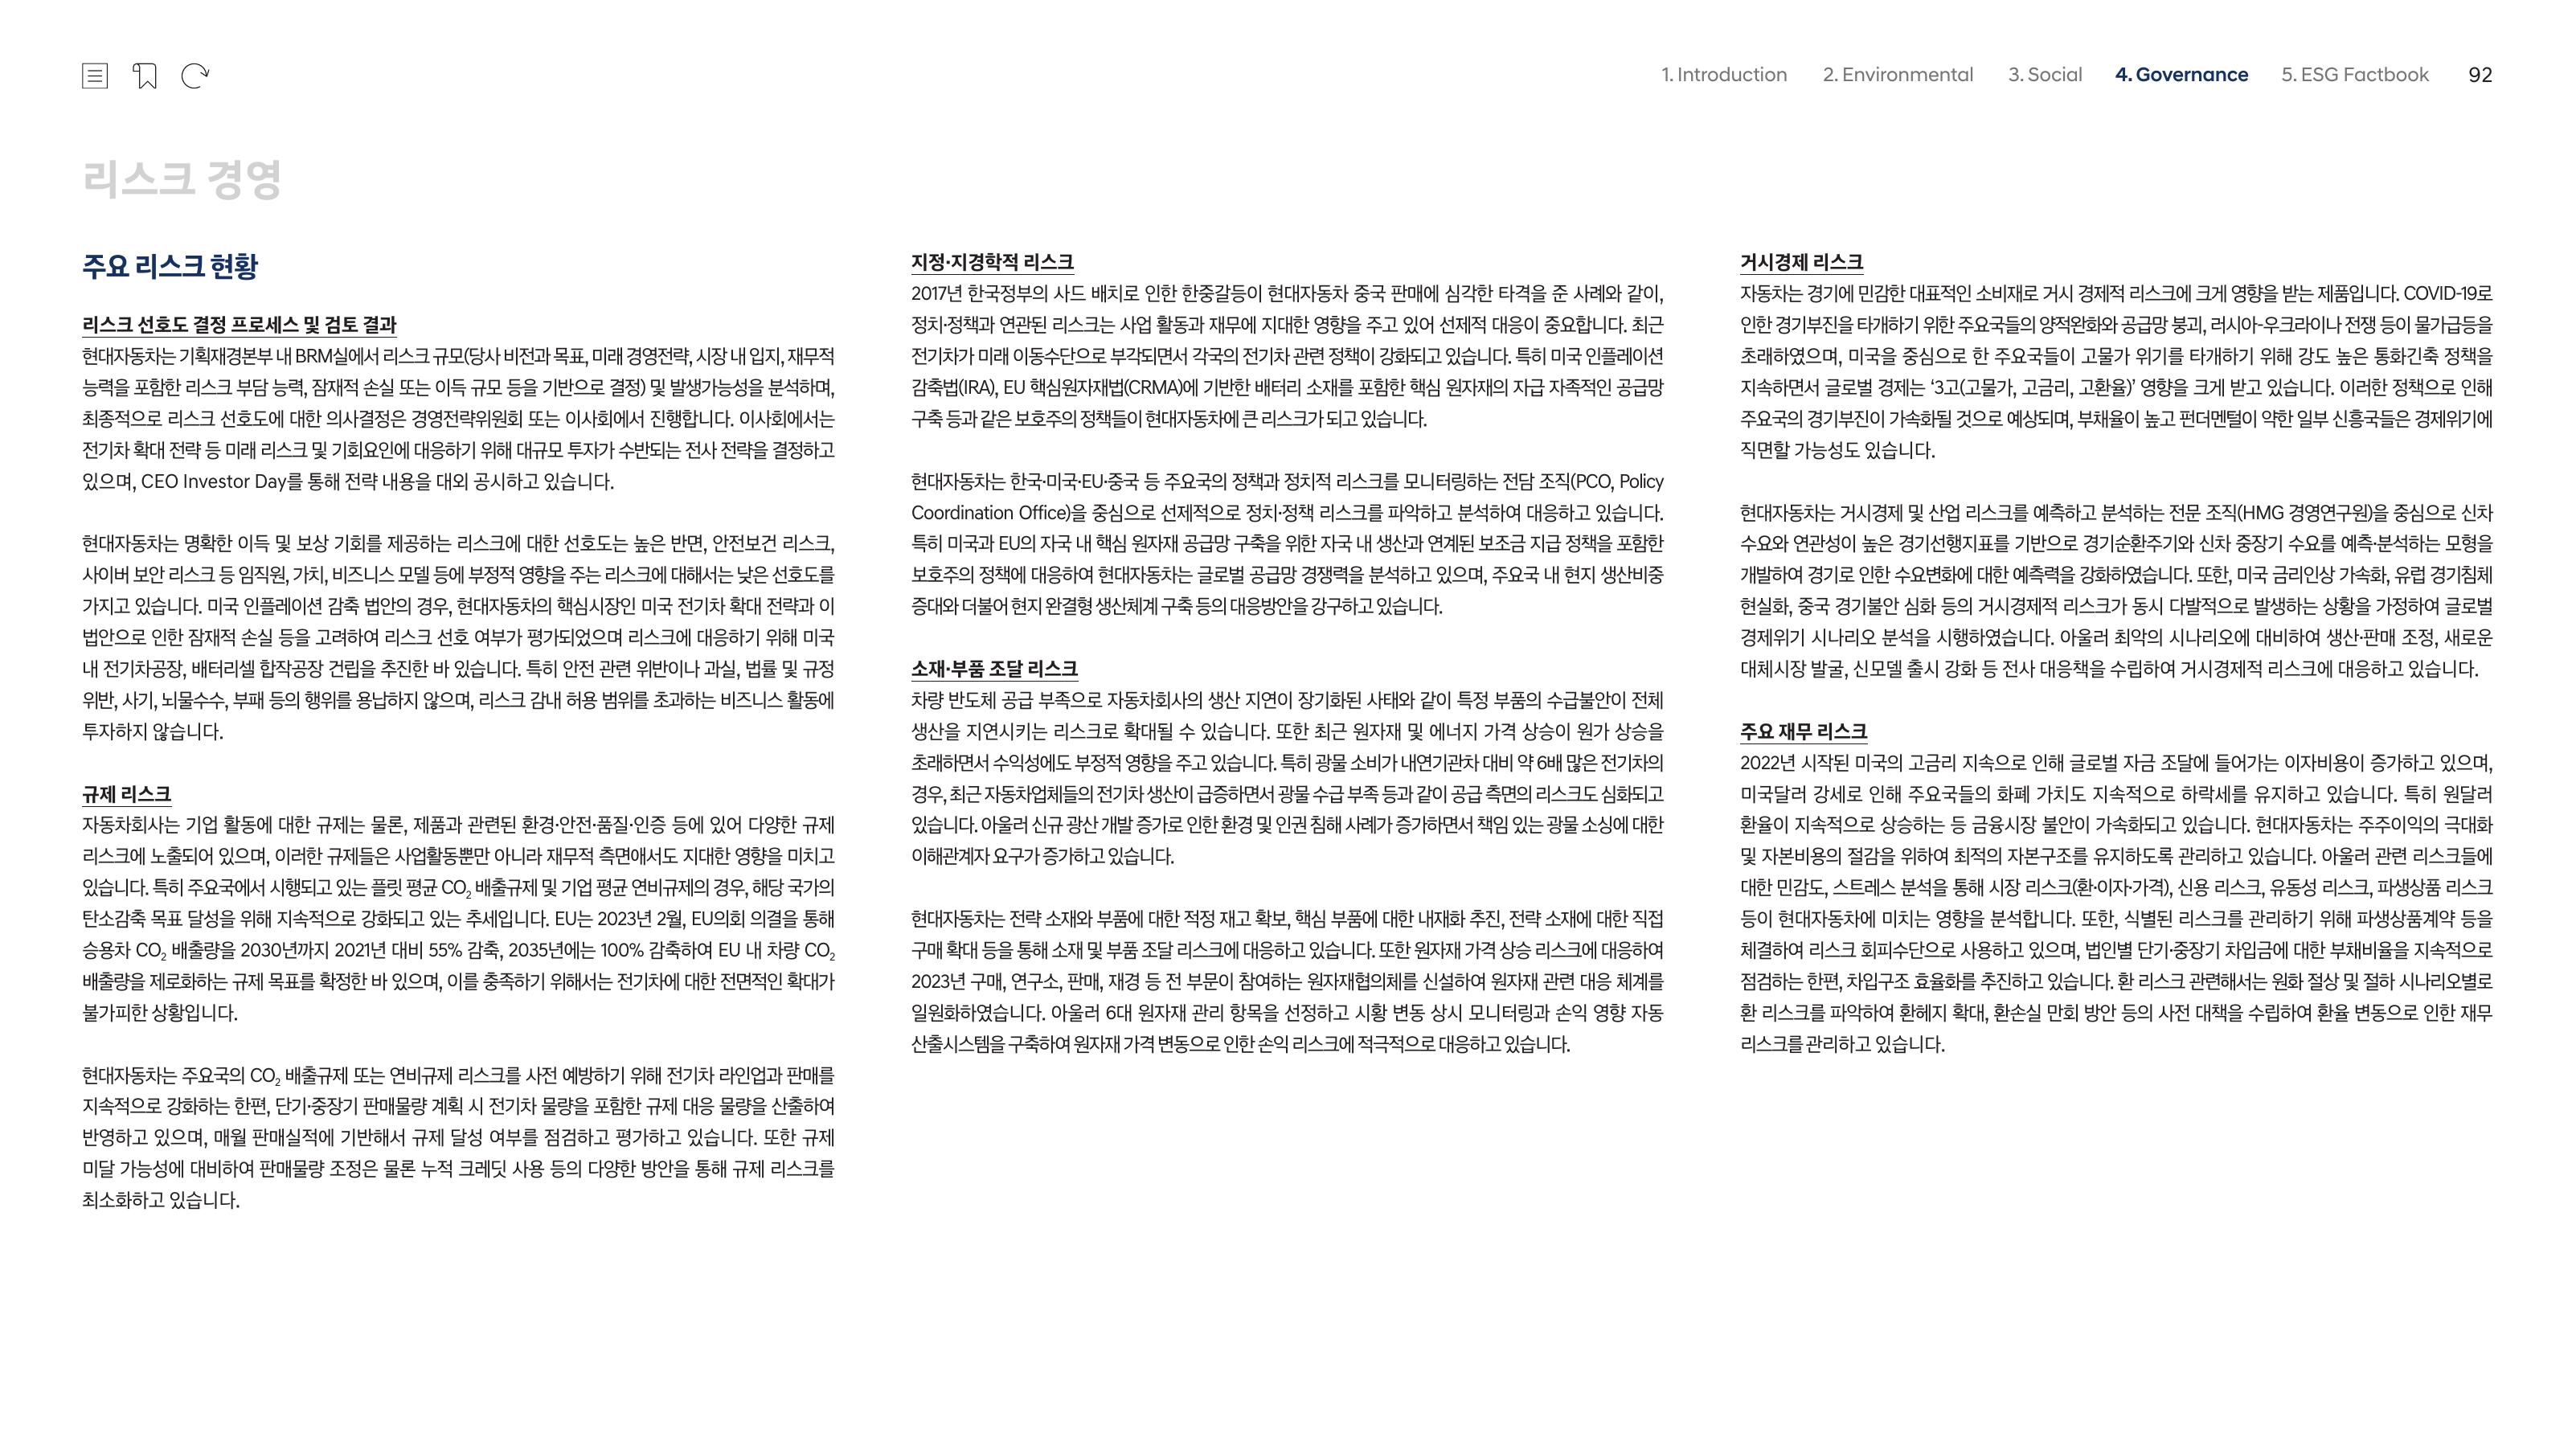 1. Introduction 2. Environmental 3. Social 4. Governance 5. ESG Factbook 92
리스크 경영
주요 리스크 현황
리스크 선호도 결정 프로세스 및 검토 결과
현대자동차는 기획재경본부 내 BRM실에서 리스크 규모(당사 비전과 목표, 미래 경영전략, 시장 내 입지, 재무적
능력을 포함한 리스크 부담 능력, 잠재적 손실 또는 이득 규모 등을 기반으로 결정) 및 발생가능성을 분석하며,
최종적으로 리스크 선호도에 대한 의사결정은 경영전략위원회 또는 이사회에서 진행합니다. 이사회에서는
전기차 확대 전략 등 미래 리스크 및 기회요인에 대응하기 위해 대규모 투자가 수반되는 전사 전략을 결정하고
있으며, CEO Investor Day를 통해 전략 내용을 대외 공시하고 있습니다.
현대자동차는 명확한 이득 및 보상 기회를 제공하는 리스크에 대한 선호도는 높은 반면, 안전보건 리스크,
사이버 보안 리스크 등 임직원, 가치, 비즈니스 모델 등에 부정적 영향을 주는 리스크에 대해서는 낮은 선호도를
가지고 있습니다. 미국 인플레이션 감축 법안의 경우, 현대자동차의 핵심시장인 미국 전기차 확대 전략과 이
법안으로 인한 잠재적 손실 등을 고려하여 리스크 선호 여부가 평가되었으며 리스크에 대응하기 위해 미국
내 전기차공장, 배터리셀 합작공장 건립을 추진한 바 있습니다. 특히 안전 관련 위반이나 과실, 법률 및 규정
위반, 사기, 뇌물수수, 부패 등의 행위를 용납하지 않으며, 리스크 감내 허용 범위를 초과하는 비즈니스 활동에
투자하지 않습니다.
규제 리스크
자동차회사는 기업 활동에 대한 규제는 물론, 제품과 관련된 환경·안전·품질·인증 등에 있어 다양한 규제
리스크에 노출되어 있으며, 이러한 규제들은 사업활동뿐만 아니라 재무적 측면에서도 지대한 영향을 미치고
있습니다. 특히 주요국에서 시행되고 있는 플릿 평균 CO₂ 배출규제 및 기업 평균 연비규제의 경우, 해당 국가의
탄소감축 목표 달성을 위해 지속적으로 강화되고 있는 추세입니다. EU는 2023년 2월, EU의회 의결을 통해
승용차 CO₂ 배출량을 2030년까지 2021년 대비 55% 감축, 2035년에는 100% 감축하여 EU 내 차량 CO₂
배출량을 제로화하는 규제 목표를 확정한 바 있으며, 이를 충족하기 위해서는 전기차에 대한 전면적인 확대가
불가피한 상황입니다.
현대자동차는 주요국의 CO₂ 배출규제 또는 연비규제 리스크를 사전 예방하기 위해 전기차 라인업과 판매를
지속적으로 강화하는 한편, 단기·중장기 판매물량 계획 시 전기차 물량을 포함한 규제 대응 물량을 산출하여
반영하고 있으며, 매월 판매실적에 기반해서 규제 달성 여부를 점검하고 평가하고 있습니다. 또한 규제
미달 가능성에 대비하여 판매물량 조정은 물론 누적 크레딧 사용 등의 다양한 방안을 통해 규제 리스크를
최소화하고 있습니다.
지정·지경학적 리스크
2017년 한국정부의 사드 배치로 인한 한중갈등이 현대자동차 중국 판매에 심각한 타격을 준 사례와 같이,
정치·정책과 연관된 리스크는 사업 활동과 재무에 지대한 영향을 주고 있어 선제적 대응이 중요합니다. 최근
전기차가 미래 이동수단으로 부각되면서 각국의 전기차 관련 정책이 강화되고 있습니다. 특히 미국 인플레이션
감축법(IRA), EU 핵심원자재법(CRMA)에 기반한 배터리 소재를 포함한 핵심 원자재의 자급 자족적인 공급망
구축 등과 같은 보호주의 정책들이 현대자동차에 큰 리스크가 되고 있습니다.
현대자동차는 한국·미국·EU·중국 등 주요국의 정책과 정치적 리스크를 모니터링하는 전담 조직(PCO, Policy
Coordination Office)을 중심으로 선제적으로 정치·정책 리스크를 파악하고 분석하여 대응하고 있습니다.
특히 미국과 EU의 자국 내 핵심 원자재 공급망 구축을 위한 자국 내 생산과 연계된 보조금 지급 정책을 포함한
보호주의 정책에 대응하여 현대자동차는 글로벌 공급망 경쟁력을 분석하고 있으며, 주요국 내 현지 생산비중
증대와 더불어 현지 완결형 생산체계 구축 등의 대응방안을 강구하고 있습니다.
소재·부품 조달 리스크
차량 반도체 공급 부족으로 자동차회사의 생산 지연이 장기화된 사태와 같이 특정 부품의 수급불안이 전체
생산을 지연시키는 리스크로 확대될 수 있습니다. 또한 최근 원자재 및 에너지 가격 상승이 원가 상승을
초래하면서 수익성에도 부정적 영향을 주고 있습니다. 특히 광물 소비가 내연기관차 대비 약 6배 많은 전기차의
경우, 최근 자동차업체들의 전기차 생산이 급증하면서 광물 수급 부족 등과 같이 공급 측면의 리스크도 심화되고
있습니다. 아울러 신규 광산 개발 증가로 인한 환경 및 인권 침해 사례가 증가하면서 책임 있는 광물 소싱에 대한
이해관계자 요구가 증가하고 있습니다.
현대자동차는 전략 소재와 부품에 대한 적정 재고 확보, 핵심 부품에 대한 내재화 추진, 전략 소재에 대한 직접
구매 확대 등을 통해 소재 및 부품 조달 리스크에 대응하고 있습니다. 또한 원자재 가격 상승 리스크에 대응하여
2023년 구매, 연구소, 판매, 재경 등 전 부문이 참여하는 원자재협의체를 신설하여 원자재 관련 대응 체계를
일원화하였습니다. 아울러 6대 원자재 관리 항목을 선정하고 시황 변동 상시 모니터링과 손익 영향 자동
산출시스템을 구축하여 원자재 가격 변동으로 인한 손익 리스크에 적극적으로 대응하고 있습니다.
거시경제 리스크
자동차는 경기에 민감한 대표적인 소비재로 거시 경제적 리스크에 크게 영향을 받는 제품입니다. COVID-19로
인한 경기부진을 타개하기 위한 주요국들의 양적완화와 공급망 붕괴, 러시아-우크라이나 전쟁 등이 물가급등을
초래하였으며, 미국을 중심으로 한 주요국들이 고물가 위기를 타개하기 위해 강도 높은 통화긴축 정책을
지속하면서 글로벌 경제는 ‘3고(고물가, 고금리, 고환율)’ 영향을 크게 받고 있습니다. 이러한 정책으로 인해
주요국의 경기부진이 가속화될 것으로 예상되며, 부채율이 높고 펀더멘털이 약한 일부 신흥국들은 경제위기에
직면할 가능성도 있습니다.
현대자동차는 거시경제 및 산업 리스크를 예측하고 분석하는 전문 조직(HMG 경영연구원)을 중심으로 신차
수요와 연관성이 높은 경기선행지표를 기반으로 경기순환주기와 신차 중장기 수요를 예측·분석하는 모형을
개발하여 경기로 인한 수요변화에 대한 예측력을 강화하였습니다. 또한, 미국 금리인상 가속화, 유럽 경기침체
현실화, 중국 경기불안 심화 등의 거시경제적 리스크가 동시 다발적으로 발생하는 상황을 가정하여 글로벌
경제위기 시나리오 분석을 시행하였습니다. 아울러 최악의 시나리오에 대비하여 생산·판매 조정, 새로운
대체시장 발굴, 신모델 출시 강화 등 전사 대응책을 수립하여 거시경제적 리스크에 대응하고 있습니다.
주요 재무 리스크
2022년 시작된 미국의 고금리 지속으로 인해 글로벌 자금 조달에 들어가는 이자비용이 증가하고 있으며,
미국달러 강세로 인해 주요국들의 화폐 가치도 지속적으로 하락세를 유지하고 있습니다. 특히 원달러
환율이 지속적으로 상승하는 등 금융시장 불안이 가속화되고 있습니다. 현대자동차는 주주이익의 극대화
및 자본비용의 절감을 위하여 최적의 자본구조를 유지하도록 관리하고 있습니다. 아울러 관련 리스크들에
대한 민감도, 스트레스 분석을 통해 시장 리스크(환·이자·가격), 신용 리스크, 유동성 리스크, 파생상품 리스크
등이 현대자동차에 미치는 영향을 분석합니다. 또한, 식별된 리스크를 관리하기 위해 파생상품계약 등을
체결하여 리스크 회피수단으로 사용하고 있으며, 법인별 단기·중장기 차입금에 대한 부채비율을 지속적으로
점검하는 한편, 차입구조 효율화를 추진하고 있습니다. 환 리스크 관련해서는 원화 절상 및 절하 시나리오별로
환 리스크를 파악하여 환헤지 확대, 환손실 만회 방안 등의 사전 대책을 수립하여 환율 변동으로 인한 재무
리스크를 관리하고 있습니다.